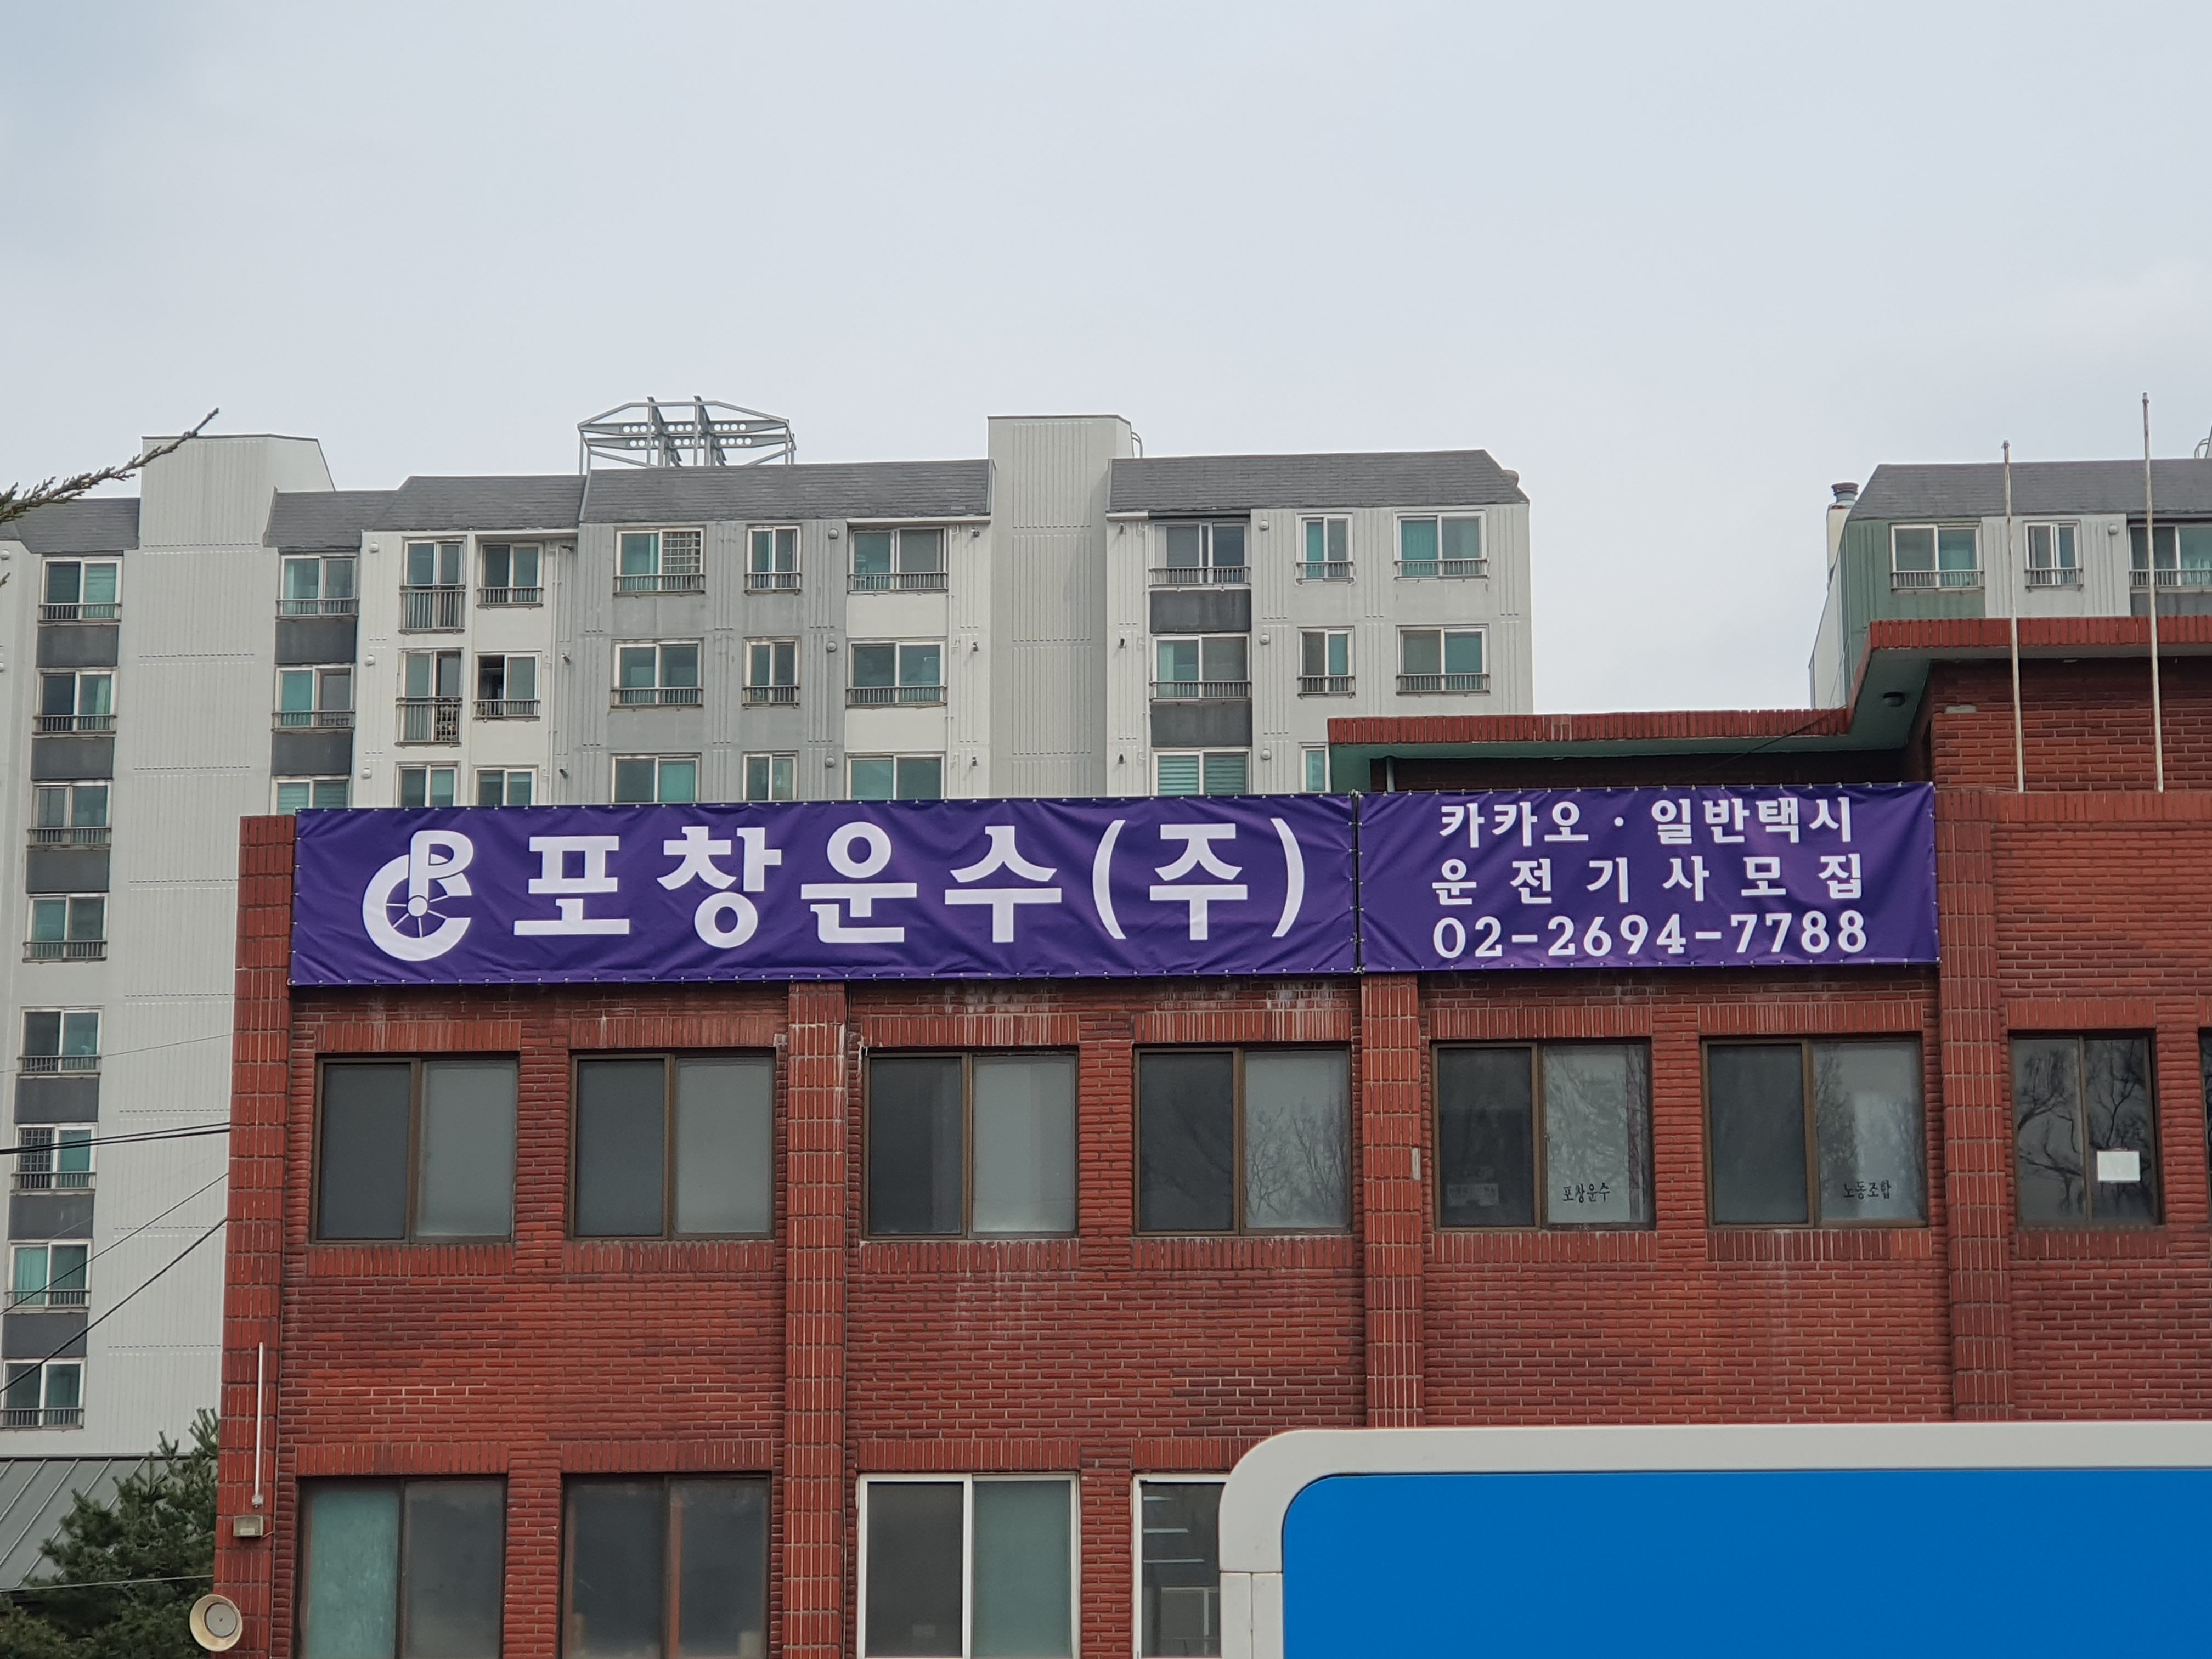 포창운수(주)
카카오 · 일반택시
운전기사모집
02-2694-7788
포창운수
노동조합